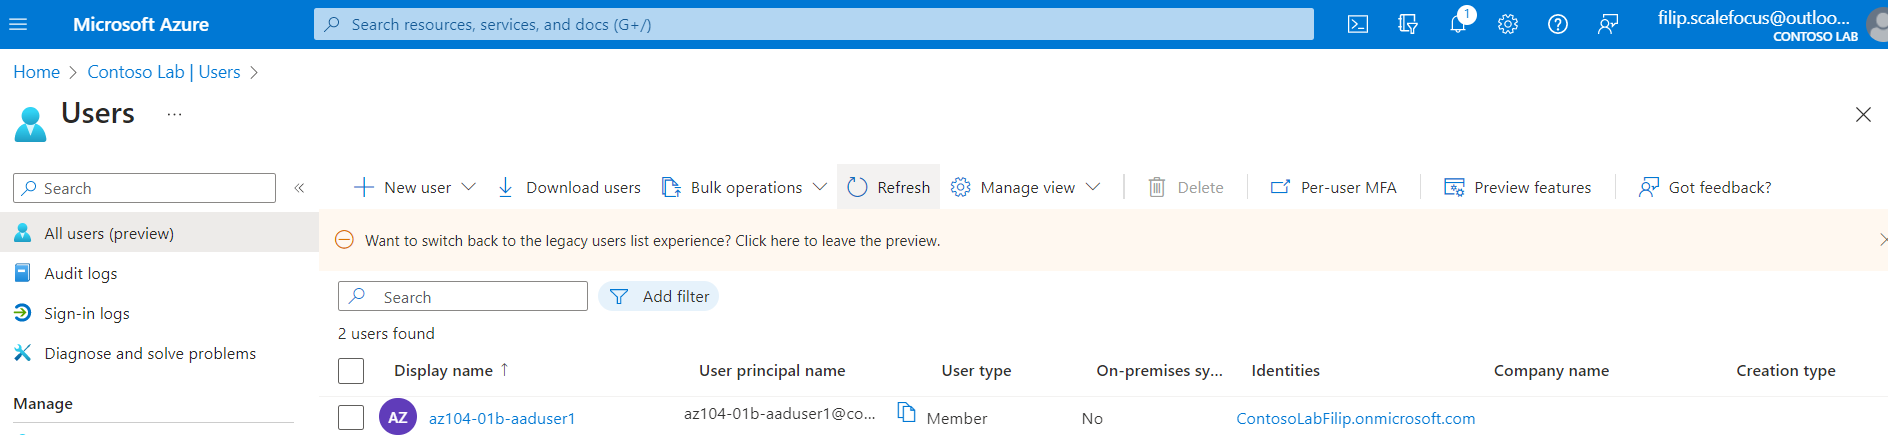 Microsoft Azure
Search resources, services, and docs (G+/)
1
filip.scalefocus@outloo...
CONTOSO LAB
Home > Contoso Lab | Users >
Users ...
Search «
New user Download users Bulk operations Refresh Manage view Delete Per-user MFA Preview features Got feedback?
All users (preview)
Audit logs
Sign-in logs
Diagnose and solve problems
Manage
Want to switch back to the legacy users list experience? Click here to leave the preview.
Search Add filter
2 users found
Display name ↑ User principal name User type On-premises sy... Identities Company name Creation type
AZ az104-01b-aaduser1 az104-01b-aaduser1@co... Member No ContosoLabFilip.onmicrosoft.com